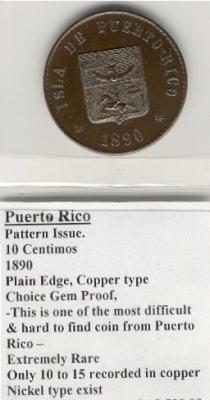 ISLA DE PUERTO-RICO
1890
Puerto Rico
Pattern Issue.
10 Centimos
1890
Plain Edge, Copper type
Choice Gem Proof,
-This is one of the most difficult
& hard to find coin from Puerto
Rico –
Extremely Rare
Only 10 to 15 recorded in copper
Nickel type exist